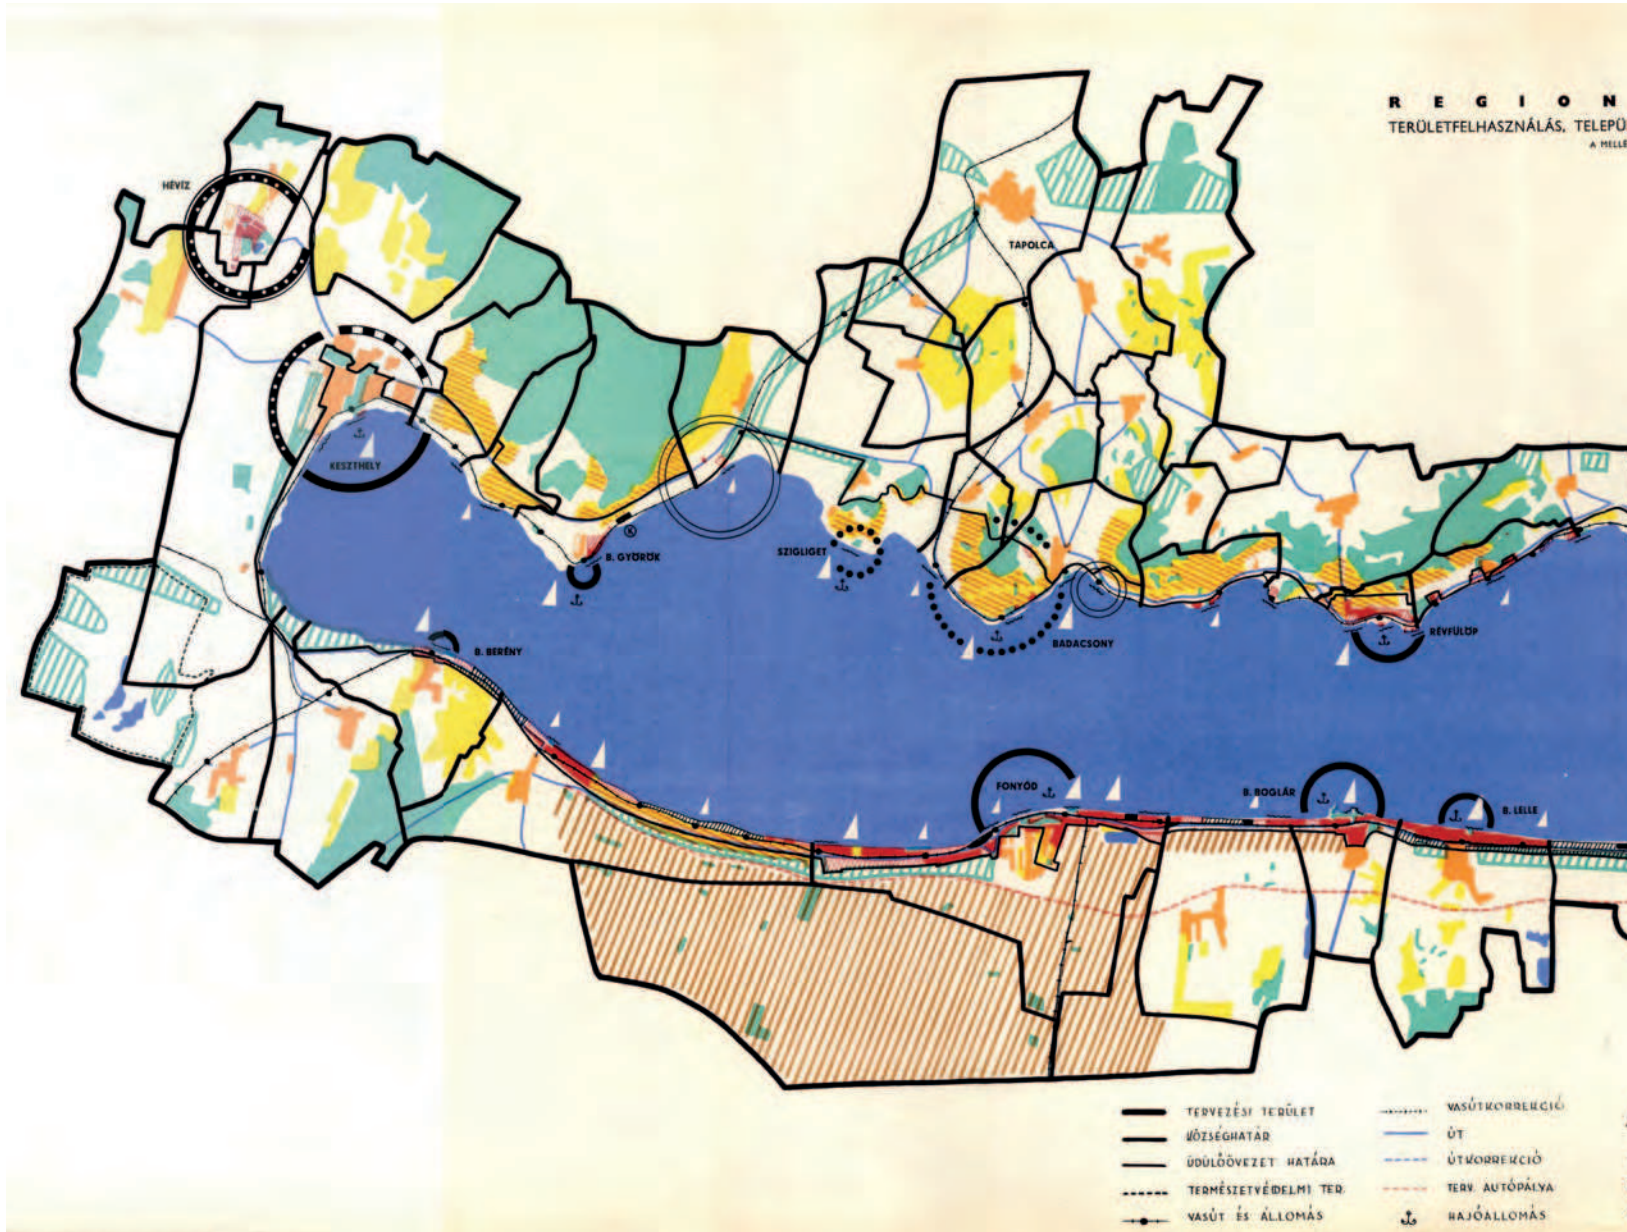 R E G I O N
TERÜLETFELHASZNÁLÁS, TELEPÜ
A MELLÉ
HÉVÍZ
TAPOLCA
KESZTHELY
B. GYÖRÖK
K
SZIGLIGET
BADACSONY
RÉVFÜLÖP
B. BERÉNY
FONYÓD
B. BOGLÁR
B. LELLE
TERVEZÉSI TERÜLET
KÖZSÉGHATÁR
ÜDÜLŐÖVEZET HATÁRA
TERMÉSZETVÉDELMI TER.
VASÚT ÉS ÁLLOMÁS
VASÚTKORREKCIÓ
ÚT
ÚTKORREKCIÓ
TERV. AUTÓPÁLYA
HAJÓÁLLOMÁS